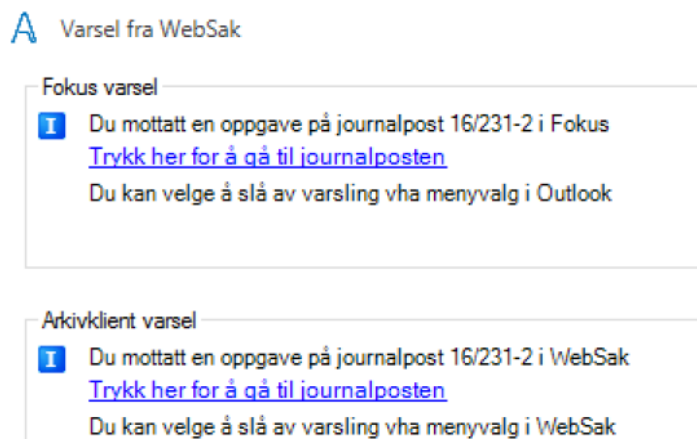 Varsel fra WebSak
Fokus varsel
Du mottatt en oppgave på journalpost 16/231-2 i Fokus
Trykk her for å gå til journalposten
Du kan velge å slå av varsling vha menyvalg i Outlook
Arkivklient varsel
Du mottatt en oppgave på journalpost 16/231-2 i WebSak
Trykk her for å gå til journalposten
Du kan velge å slå av varsling vha menyvalg i WebSak